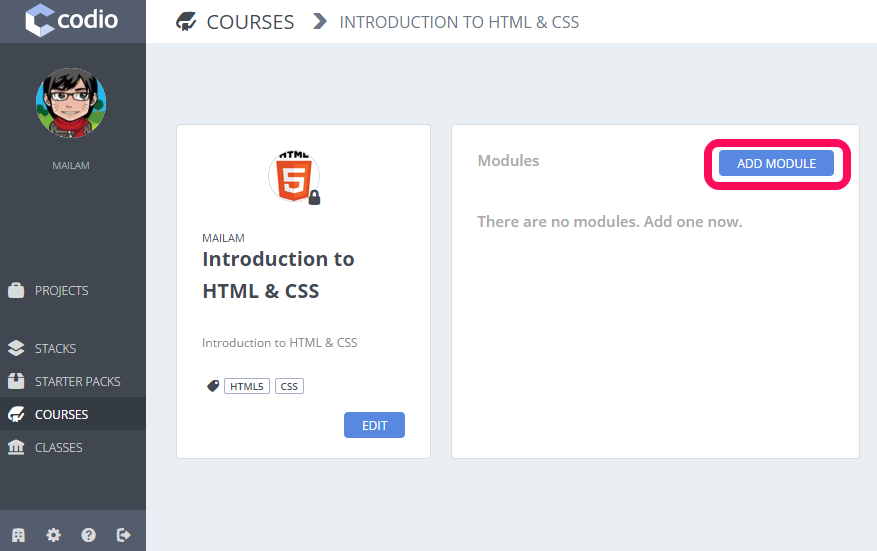 codio
COURSES INTRODUCTION TO HTML & CSS
MAILAM
PROJECTS
STACKS
STARTER PACKS
COURSES
CLASSES
HTML
5
MAILAM
Introduction to
HTML & CSS
Introduction to HTML & CSS
HTML5 CSS
EDIT
Modules ADD MODULE
There are no modules. Add one now.